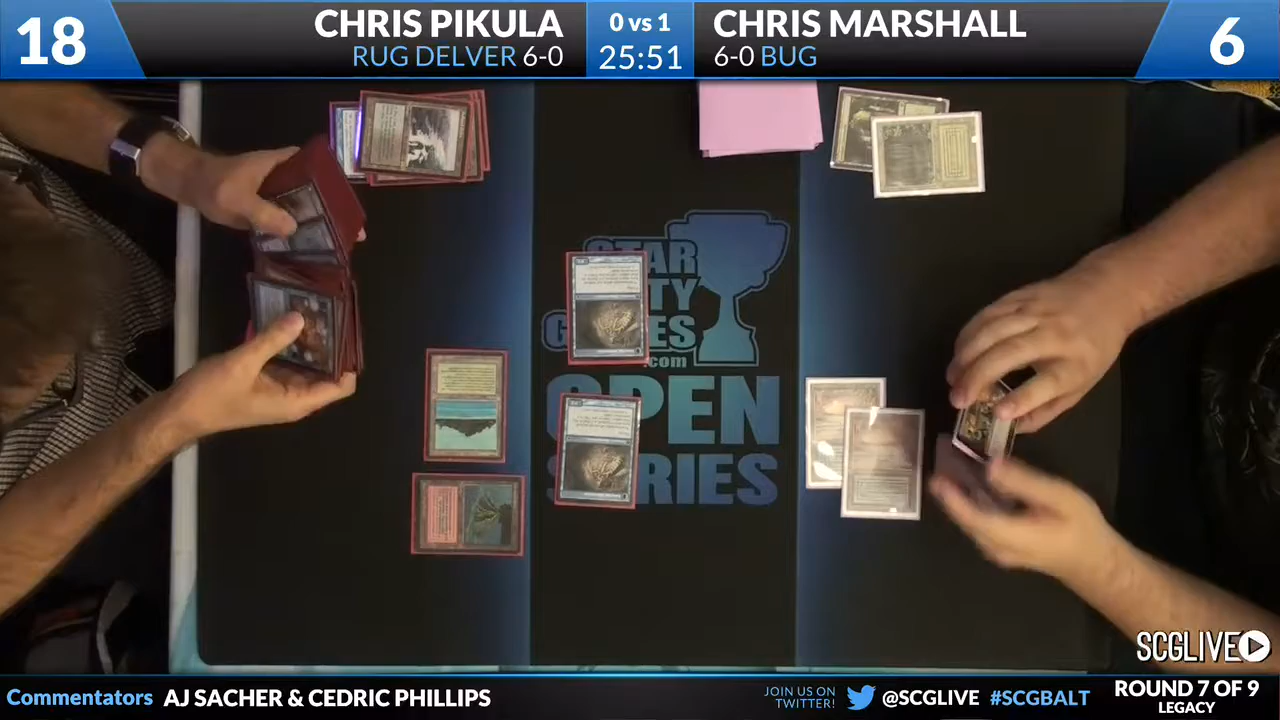 18
CHRIS PIKULA
RUG DELVER 6-0
0 vs 1
25:51
CHRIS MARSHALL
6-0 BUG
6
STAR
CITY
GAMES
.com
OPEN
SERIES
SCGLIVE
Commentators AJ SACHER & CEDRIC PHILLIPS
JOIN US ON
TWITTER!
@SCGLIVE #SCGBALT
ROUND 7 OF 9
LEGACY